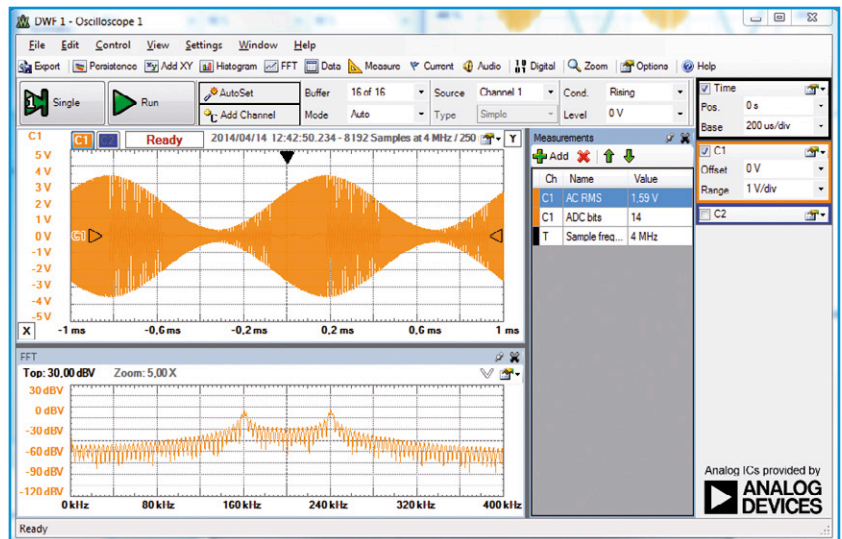 DWF 1 - Oscilloscope 1
File Edit Control View Settings Window Help
Export Persistence Add XY Histogram FFT Data Measure Current Audio Digital Zoom Options Help
Single Run AutoSet Buffer 16 of 16 Source Channel 1 Cond. Rising
Add Channel Mode Auto Type Simple Level 0 V
Time
Pos. 0 s
Base 200 us/div
C1
Offset 0 V
Range 1 V/div
C2
C1 C1 Ready 2014/04/14 12:42:50.234 - 8192 Samples at 4 MHz / 250 Y
5 V
4 V
3 V
2 V
1 V
0 V C1
-1 V
-2 V
-3 V
-4 V
-5 V
X -1 ms -0,6 ms -0,2 ms 0,2 ms 0,6 ms 1 ms
Measurements
Add
Ch Name Value
C1 AC RMS 1,59 V
C1 ADC bits 14
T Sample freq... 4 MHz
FFT
Top: 30,00 dBV Zoom: 5,00 X
30 dBV
0 dBV
-30 dBV
-60 dBV
-90 dBV
-120 dBV
0 kHz 80 kHz 160 kHz 240 kHz 320 kHz 400 kHz
Analog ICs provided by
ANALOG
DEVICES
Ready